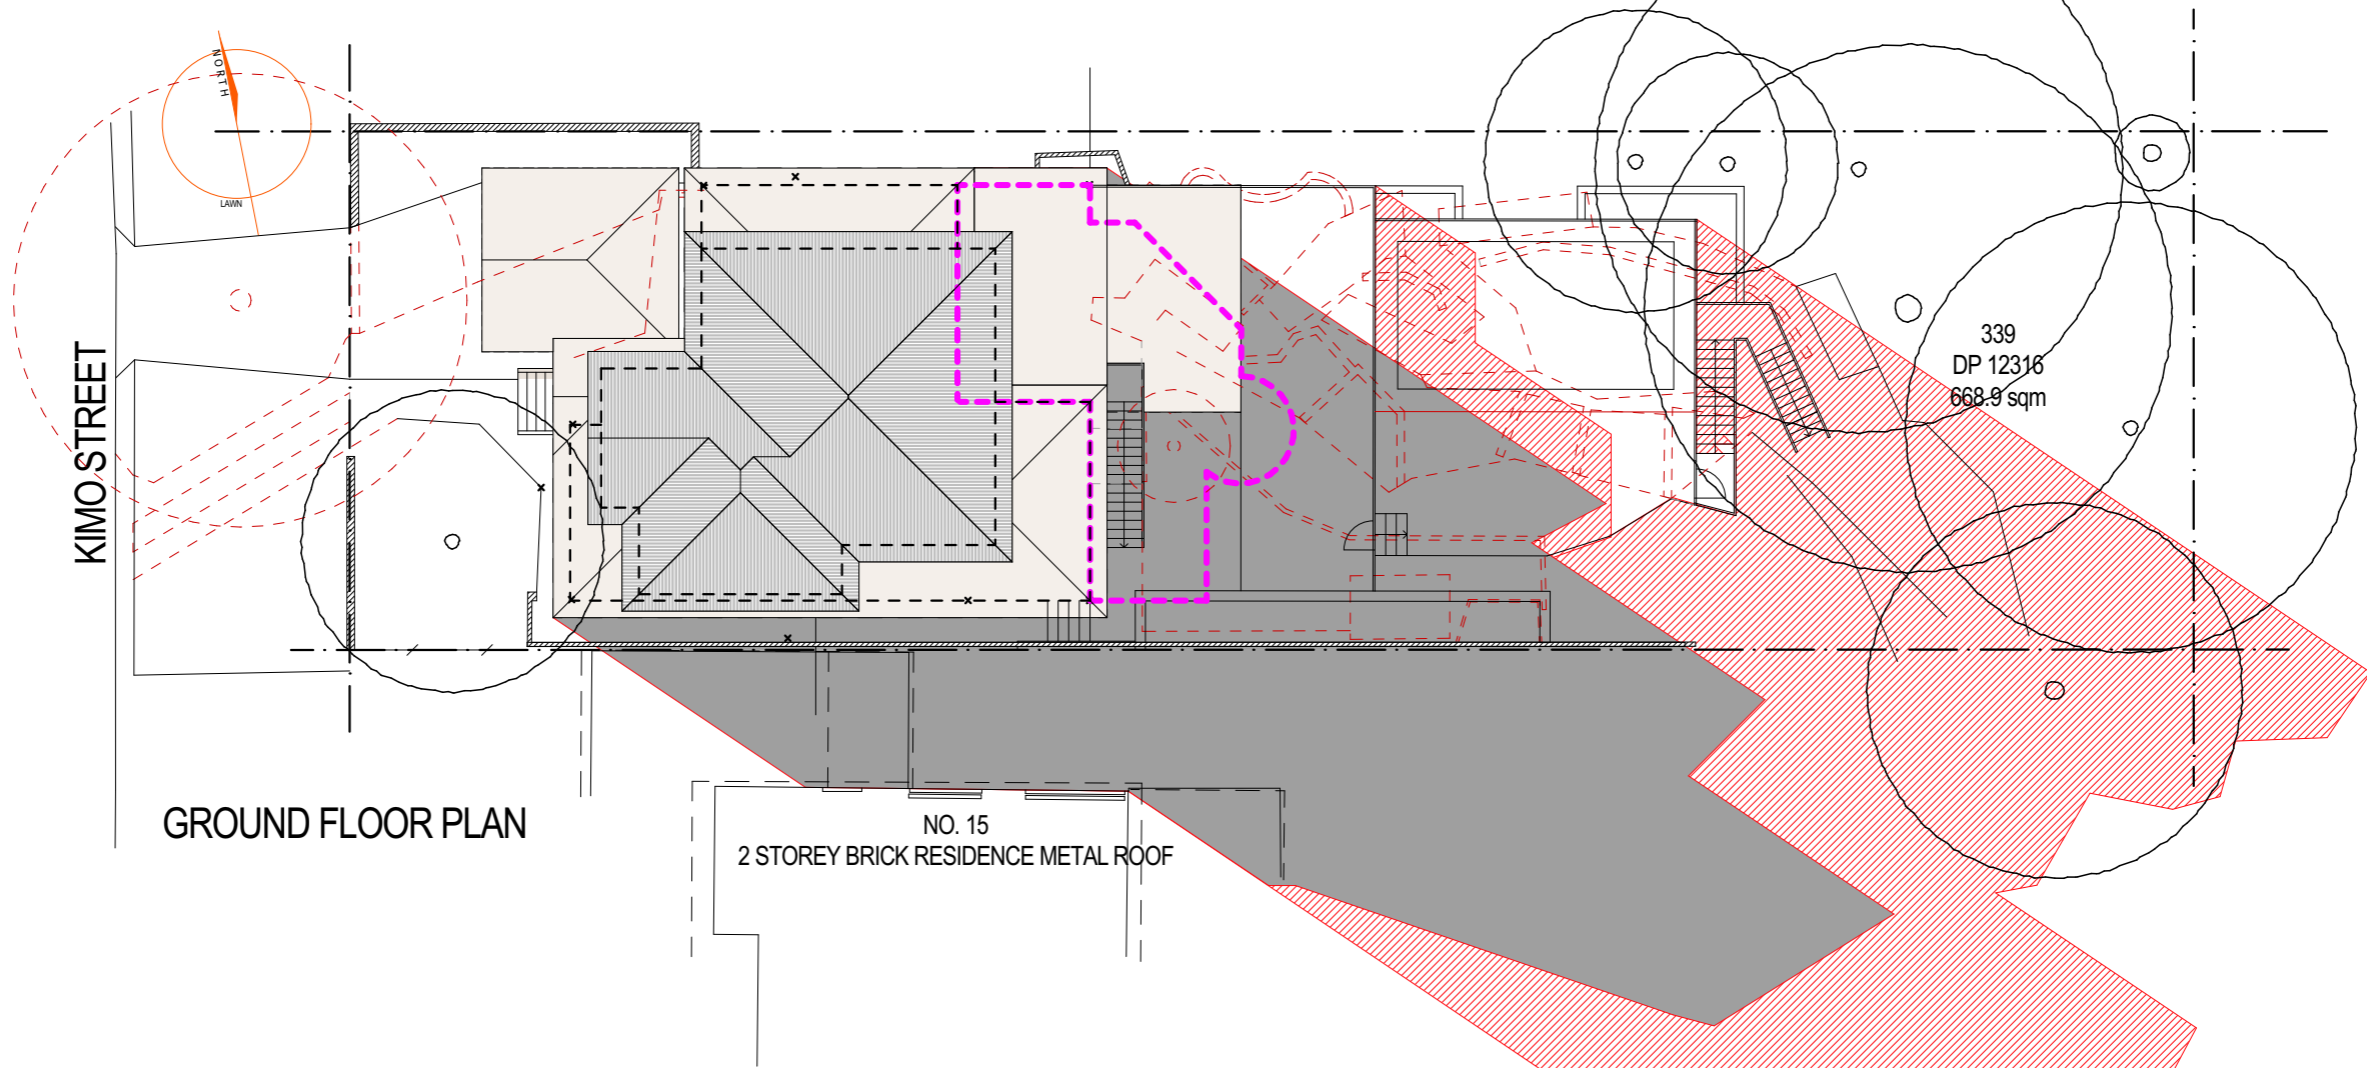 NORTH
LAWN
KIMO STREET
339
DP 12316
668.9 sqm
GROUND FLOOR PLAN
NO. 15
2 STOREY BRICK RESIDENCE METAL ROOF